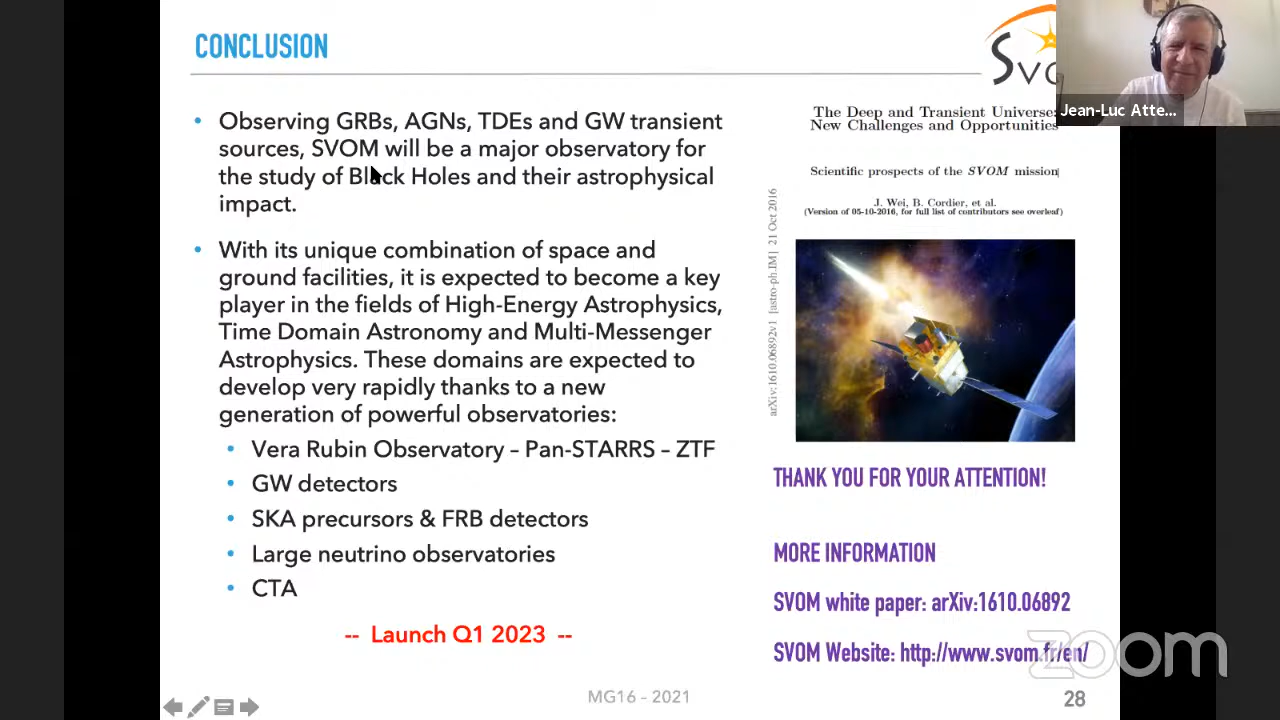 CONCLUSION
Observing GRBs, AGNs, TDEs and GW transient
sources, SVOM will be a major observatory for
the study of Black Holes and their astrophysical
impact.
With its unique combination of space and
ground facilities, it is expected to become a key
player in the fields of High-Energy Astrophysics,
Time Domain Astronomy and Multi-Messenger
Astrophysics. These domains are expected to
develop very rapidly thanks to a new
generation of powerful observatories:
Vera Rubin Observatory – Pan-STARRS – ZTF
GW detectors
SKA precursors & FRB detectors
Large neutrino observatories
CTA
-- Launch Q1 2023 --
Jean-Luc Atte...
The Deep and Transient Universe:
New Challenges and Opportunities
Scientific prospects of the SVOM mission
J. Wei, B. Cordier, et al.
(Version of 05-10-2016, for full list of contributors see overleaf)
arXiv:1610.06892v1 [astro-ph.IM] 21 Oct 2016
THANK YOU FOR YOUR ATTENTION!
MORE INFORMATION
SVOM white paper: arXiv:1610.06892
SVOM Website: http://www.svom.fr/en/
zoom
MG16 – 2021
28